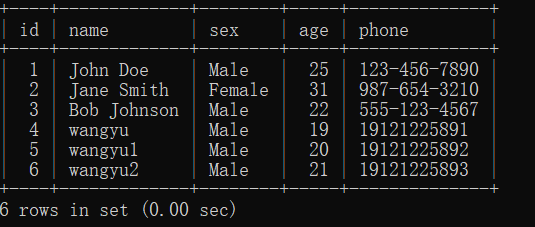 +----+-------------+--------+-----+--------------+
| id | name        | sex    | age | phone        |
+----+-------------+--------+-----+--------------+
|  1 | John Doe    | Male   |  25 | 123-456-7890 |
|  2 | Jane Smith  | Female |  31 | 987-654-3210 |
|  3 | Bob Johnson | Male   |  22 | 555-123-4567 |
|  4 | wangyu      | Male   |  19 | 19121225891  |
|  5 | wangyu1     | Male   |  20 | 19121225892  |
|  6 | wangyu2     | Male   |  21 | 19121225893  |
+----+-------------+--------+-----+--------------+
6 rows in set (0.00 sec)